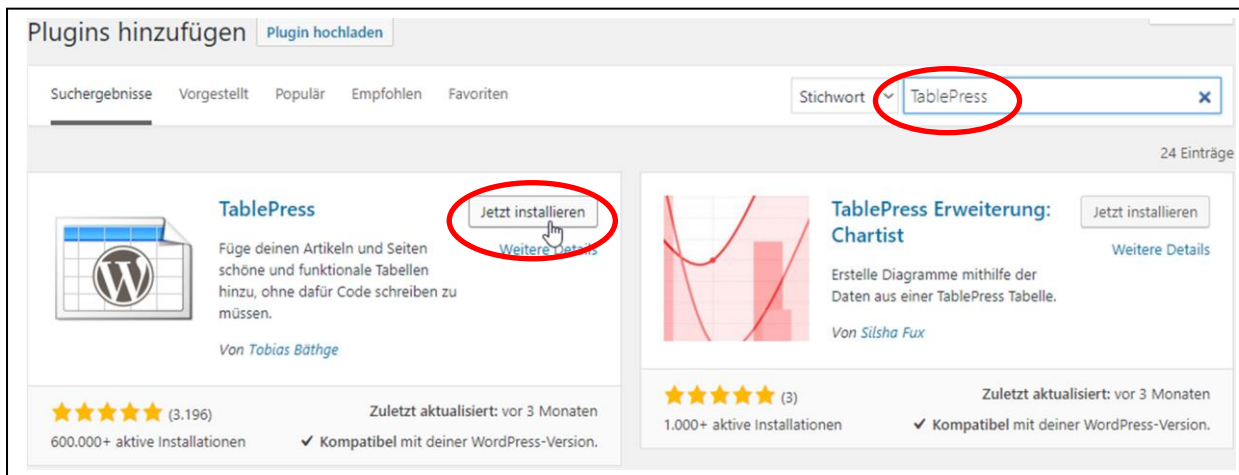 Plugins hinzufügen Plugin hochladen
Suchergebnisse Vorgestellt Populär Empfohlen Favoriten Stichwort TablePress
24 Einträge
TablePress
Jetzt installieren
Weitere Details
Füge deinen Artikeln und Seiten
schöne und funktionale Tabellen
hinzu, ohne dafür Code schreiben zu
müssen.
Von Tobias Bäthge
(3.196)
Zuletzt aktualisiert: vor 3 Monaten
600.000+ aktive Installationen
✔ Kompatibel mit deiner WordPress-Version.
TablePress Erweiterung:
Chartist
Jetzt installieren
Weitere Details
Erstelle Diagramme mithilfe der
Daten aus einer TablePress Tabelle.
Von Silsha Fux
(3)
Zuletzt aktualisiert: vor 3 Monaten
1.000+ aktive Installationen
✔ Kompatibel mit deiner WordPress-Version.